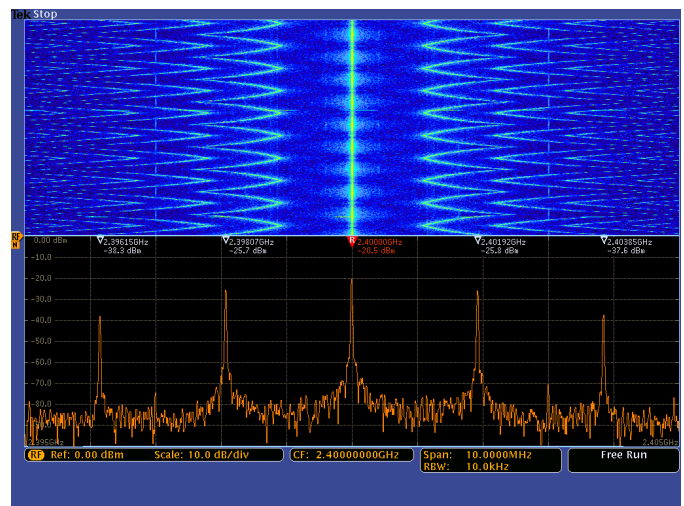 Tek Stop
RF
M
0.00 dBm
2.39615GHz 2.39807GHz R 2.40000GHz 2.40192GHz 2.40385GHz
-38.3 dBm -25.7 dBm -20.5 dBm -25.8 dBm -37.6 dBm
-10.0
-20.0
-30.0
-40.0
-50.0
-60.0
-70.0
-80.0
2.395GHz 2.405GHz
RF Ref: 0.00 dBm Scale: 10.0 dB/div CF: 2.40000000GHz Span: 10.0000MHz Free Run
RBW: 10.0kHz